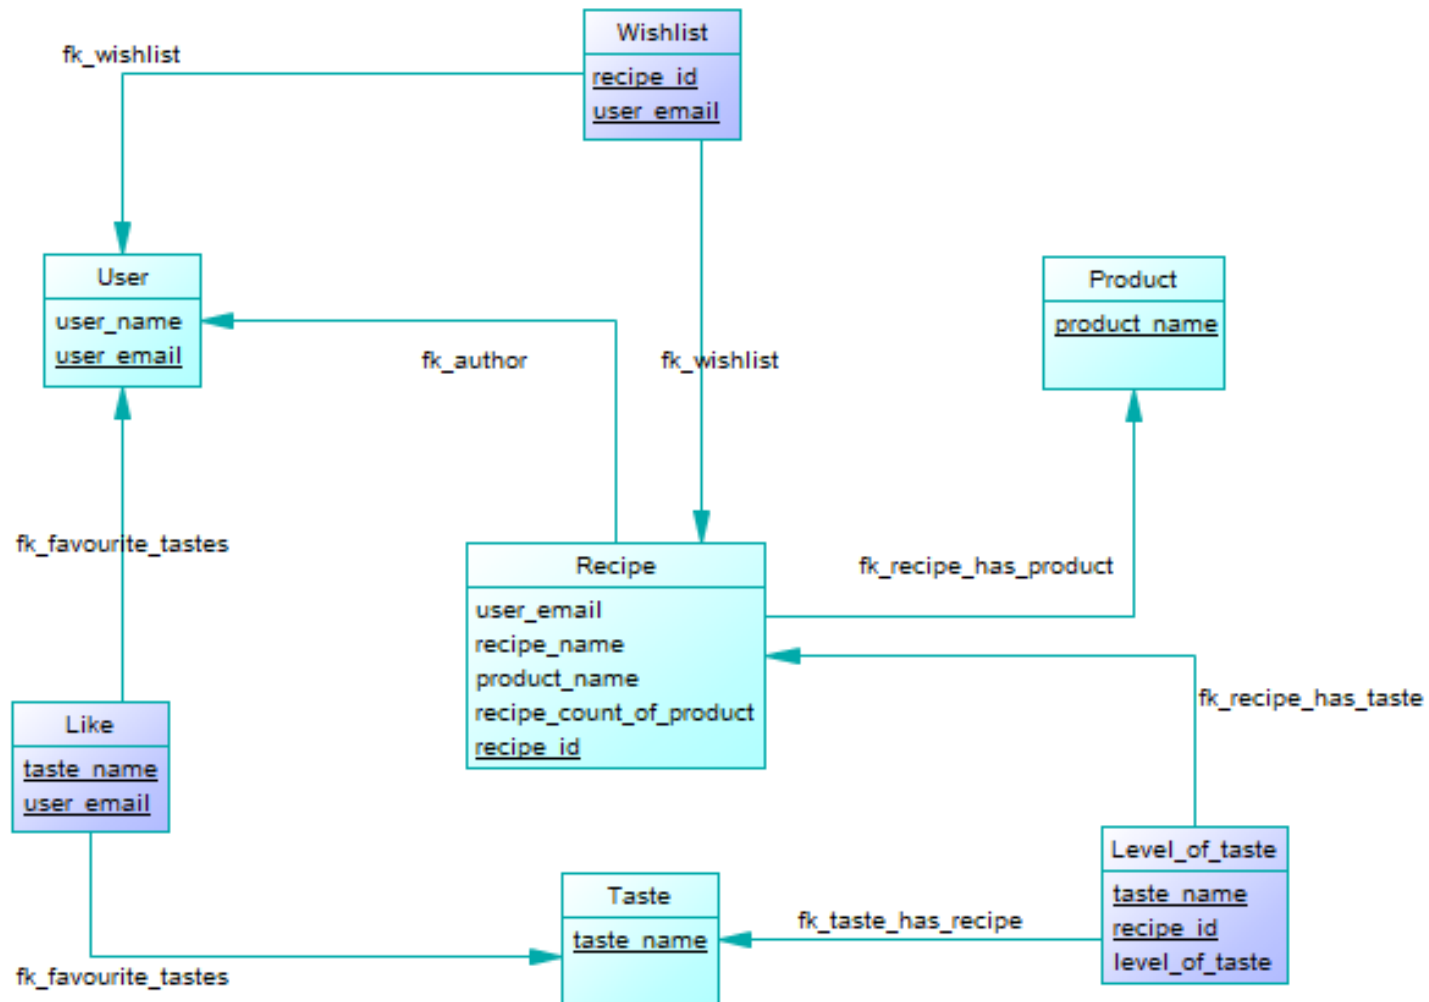 Wishlist
recipe_id
user_email
fk_wishlist
User
user_name
user_email
Product
product_name
fk_author
fk_wishlist
fk_favourite_tastes
Recipe
user_email
recipe_name
product_name
recipe_count_of_product
recipe_id
fk_recipe_has_product
fk_recipe_has_taste
Like
taste_name
user_email
Level_of_taste
taste_name
recipe_id
level_of_taste
Taste
taste_name
fk_taste_has_recipe
fk_favourite_tastes